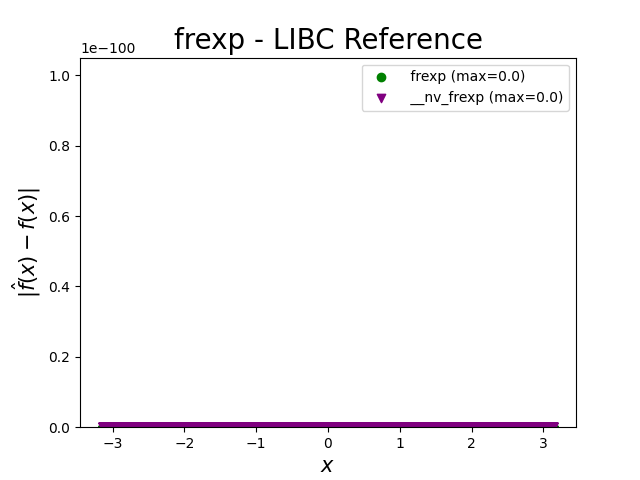 frexp - LIBC Reference
1e−100
1.0
0.8
0.6
0.4
0.2
0.0
|f̂(x) − f(x)|
frexp (max=0.0)
__nv_frexp (max=0.0)
−3
−2
−1
0
1
2
3
x